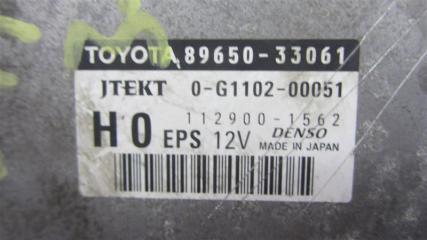 TOYOTA 89650-33061
JTEKT 0-G1102-00051
112900-1562
H0 EPS 12V DENSO
MADE IN JAPAN